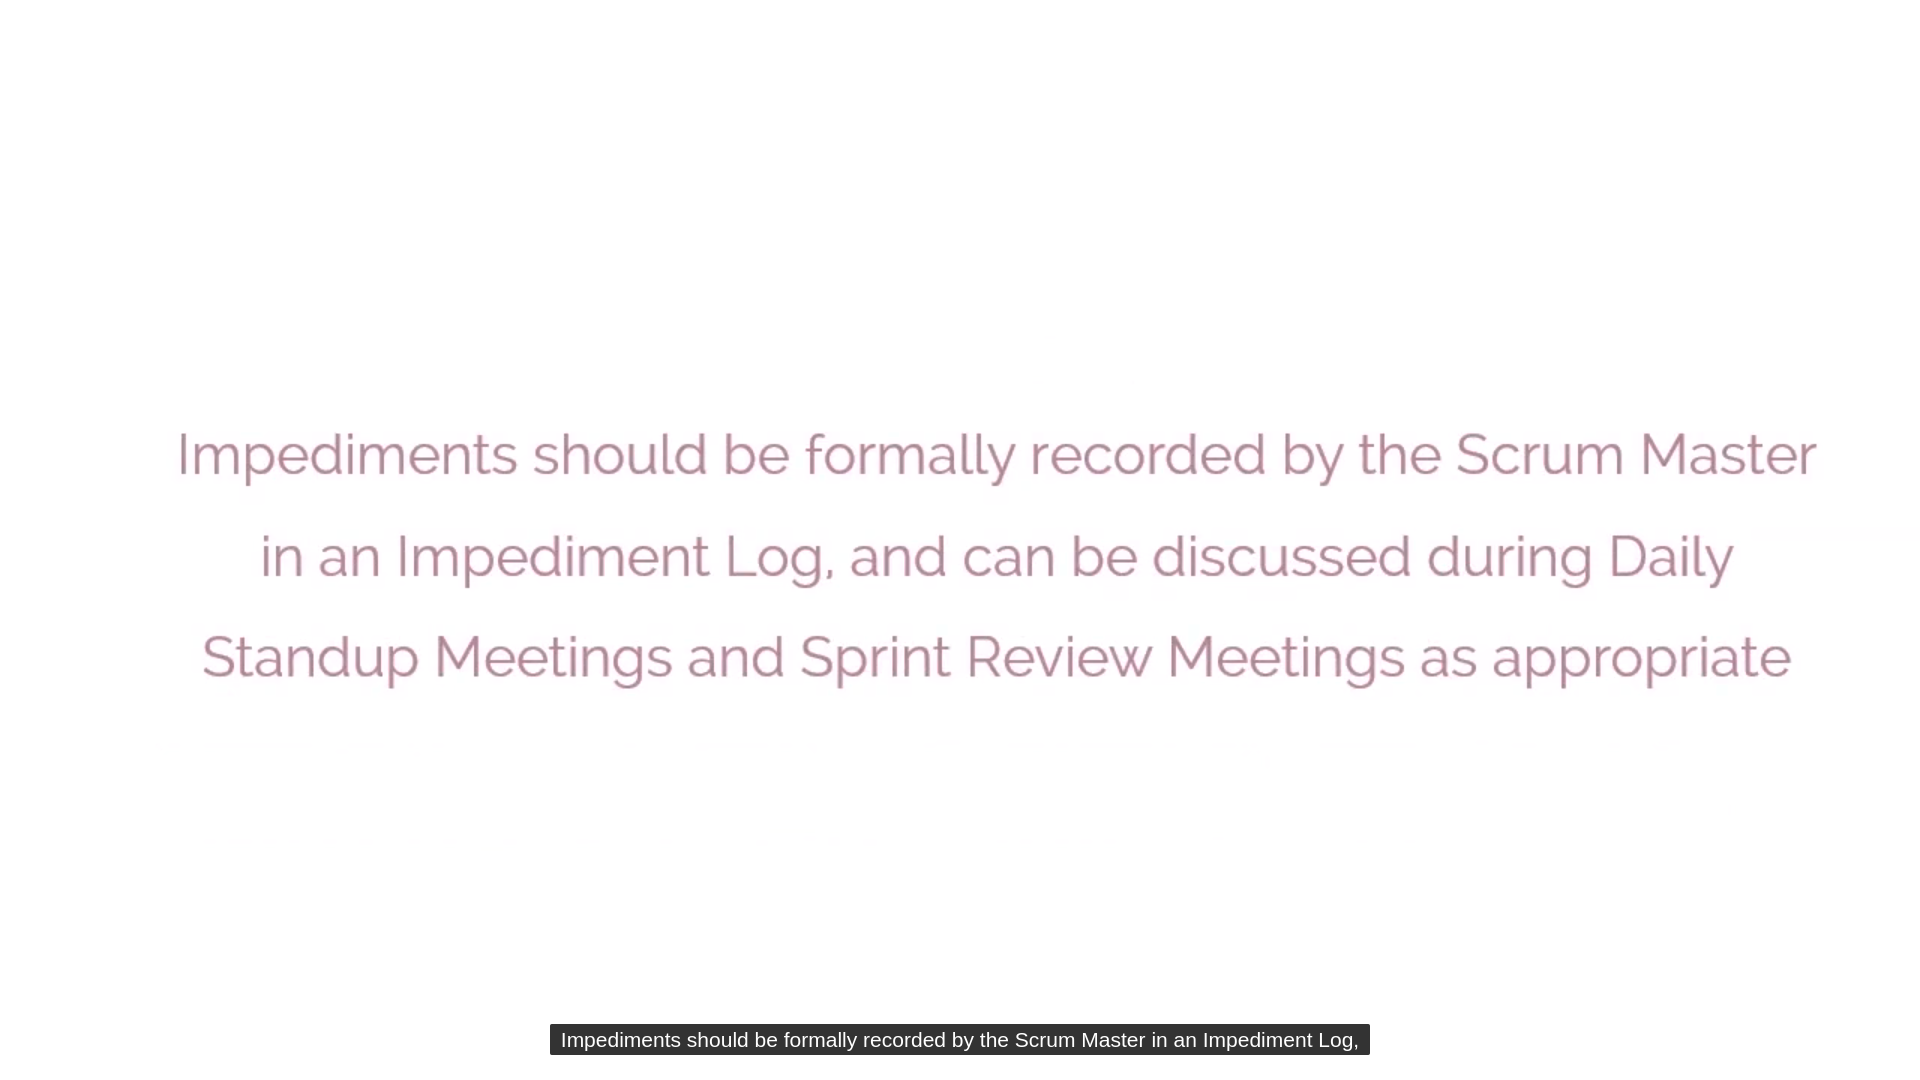 Impediments should be formally recorded by the Scrum Master
in an Impediment Log, and can be discussed during Daily
Standup Meetings and Sprint Review Meetings as appropriate
Impediments should be formally recorded by the Scrum Master in an Impediment Log,